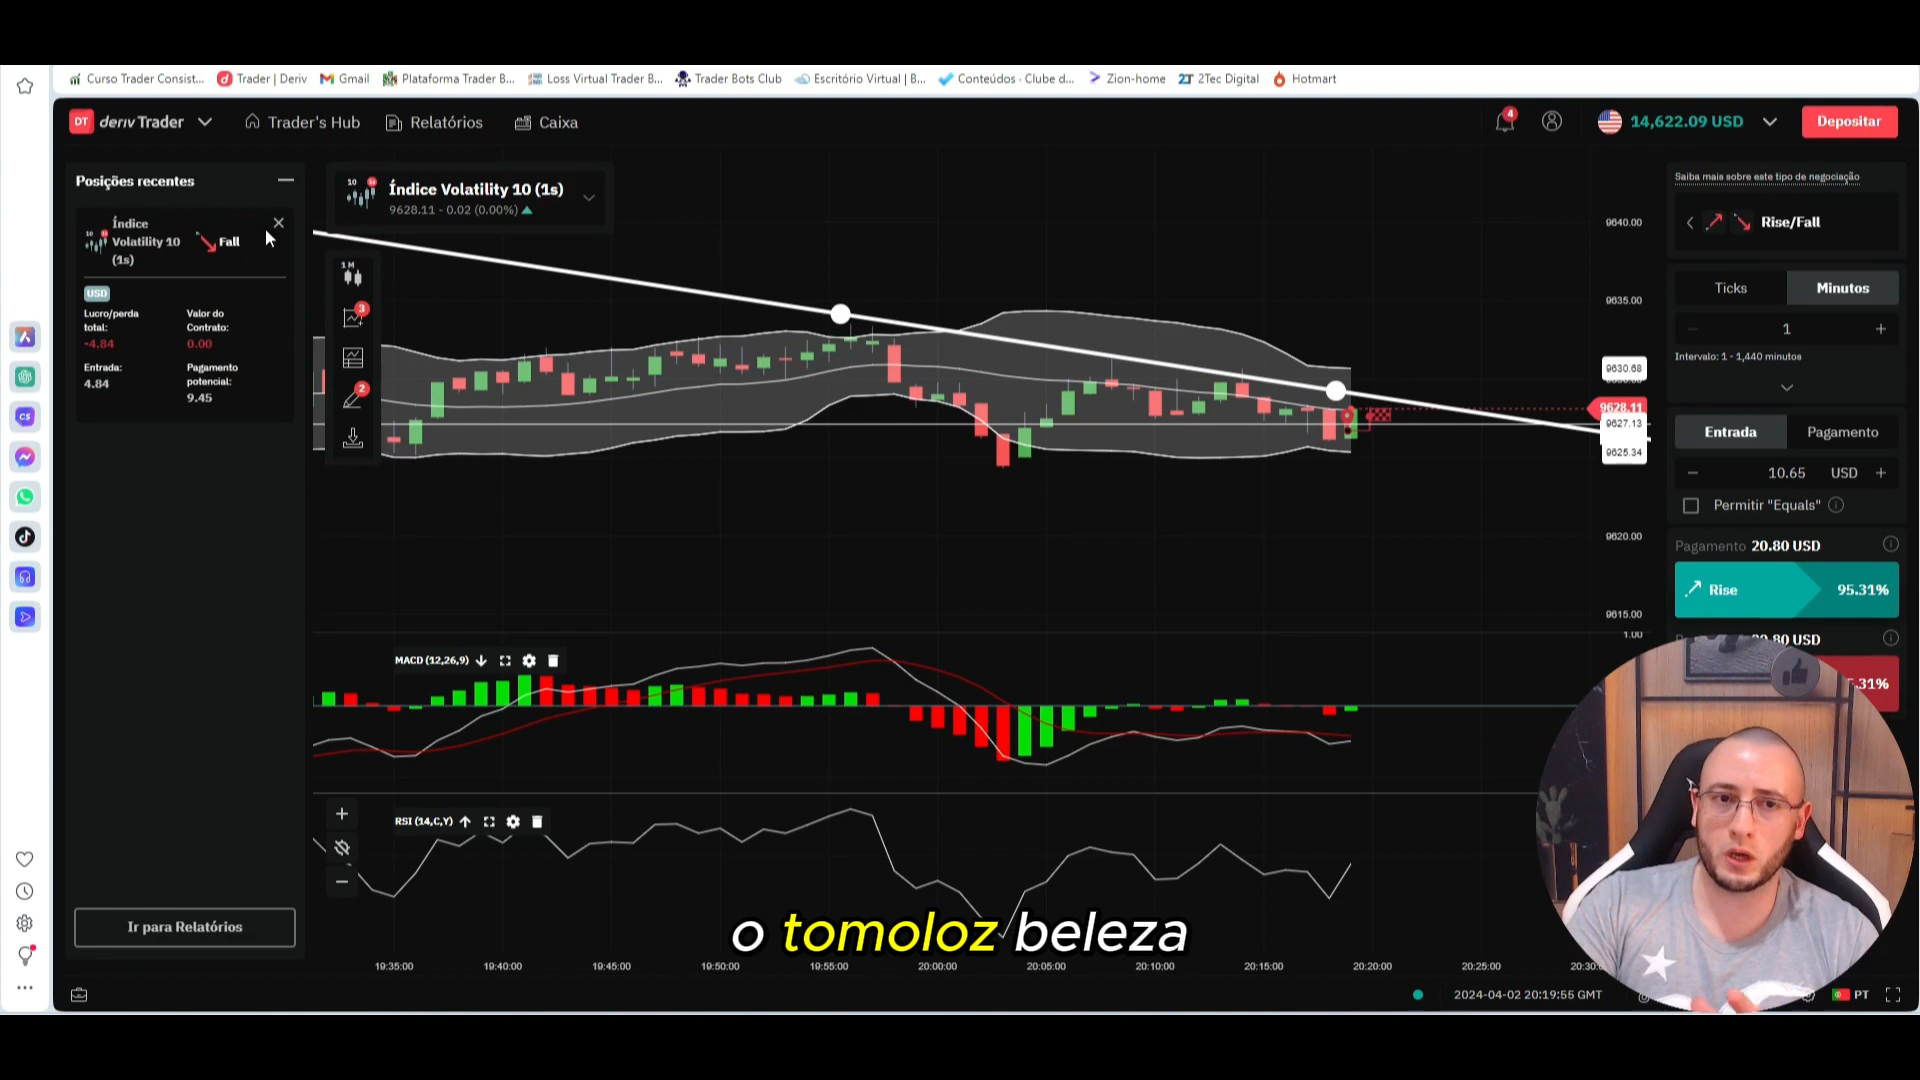 Curso Trader Consist...
Trader | Deriv
Gmail
Plataforma Trader B...
Loss Virtual Trader B...
Trader Bots Club
Escritório Virtual | B...
Conteúdos · Clube d...
Zion-home
2Tec Digital
Hotmart
DT deriv Trader
Trader's Hub
Relatórios
Caixa
4
14,622.09 USD
Depositar
Posições recentes
Índice
Volatility 10
(1s)
Fall
USD
Lucro/perda
total:
-4.84
Valor do
Contrato:
0.00
Entrada:
4.84
Pagamento
potencial:
9.45
Ir para Relatórios
10
Índice Volatility 10 (1s)
9628.11 - 0.02 (0.00%)
1M
3
2
9640.00
9635.00
9630.68
9628.11
9627.13
9625.34
9620.00
9615.00
1.00
MACD (12,26,9)
RSI (14,C,Y)
19:35:00
19:40:00
19:45:00
19:50:00
19:55:00
20:00:00
20:05:00
20:10:00
20:15:00
20:20:00
20:25:00
20:30:
2024-04-02 20:19:55 GMT
PT
Saiba mais sobre este tipo de negociação
Rise/Fall
Ticks
Minutos
1
Intervalo: 1 - 1,440 minutos
Entrada
Pagamento
10.65 USD
Permitir "Equals"
Pagamento 20.80 USD
Rise 95.31%
20.80 USD
5.31%
o tomoloz beleza